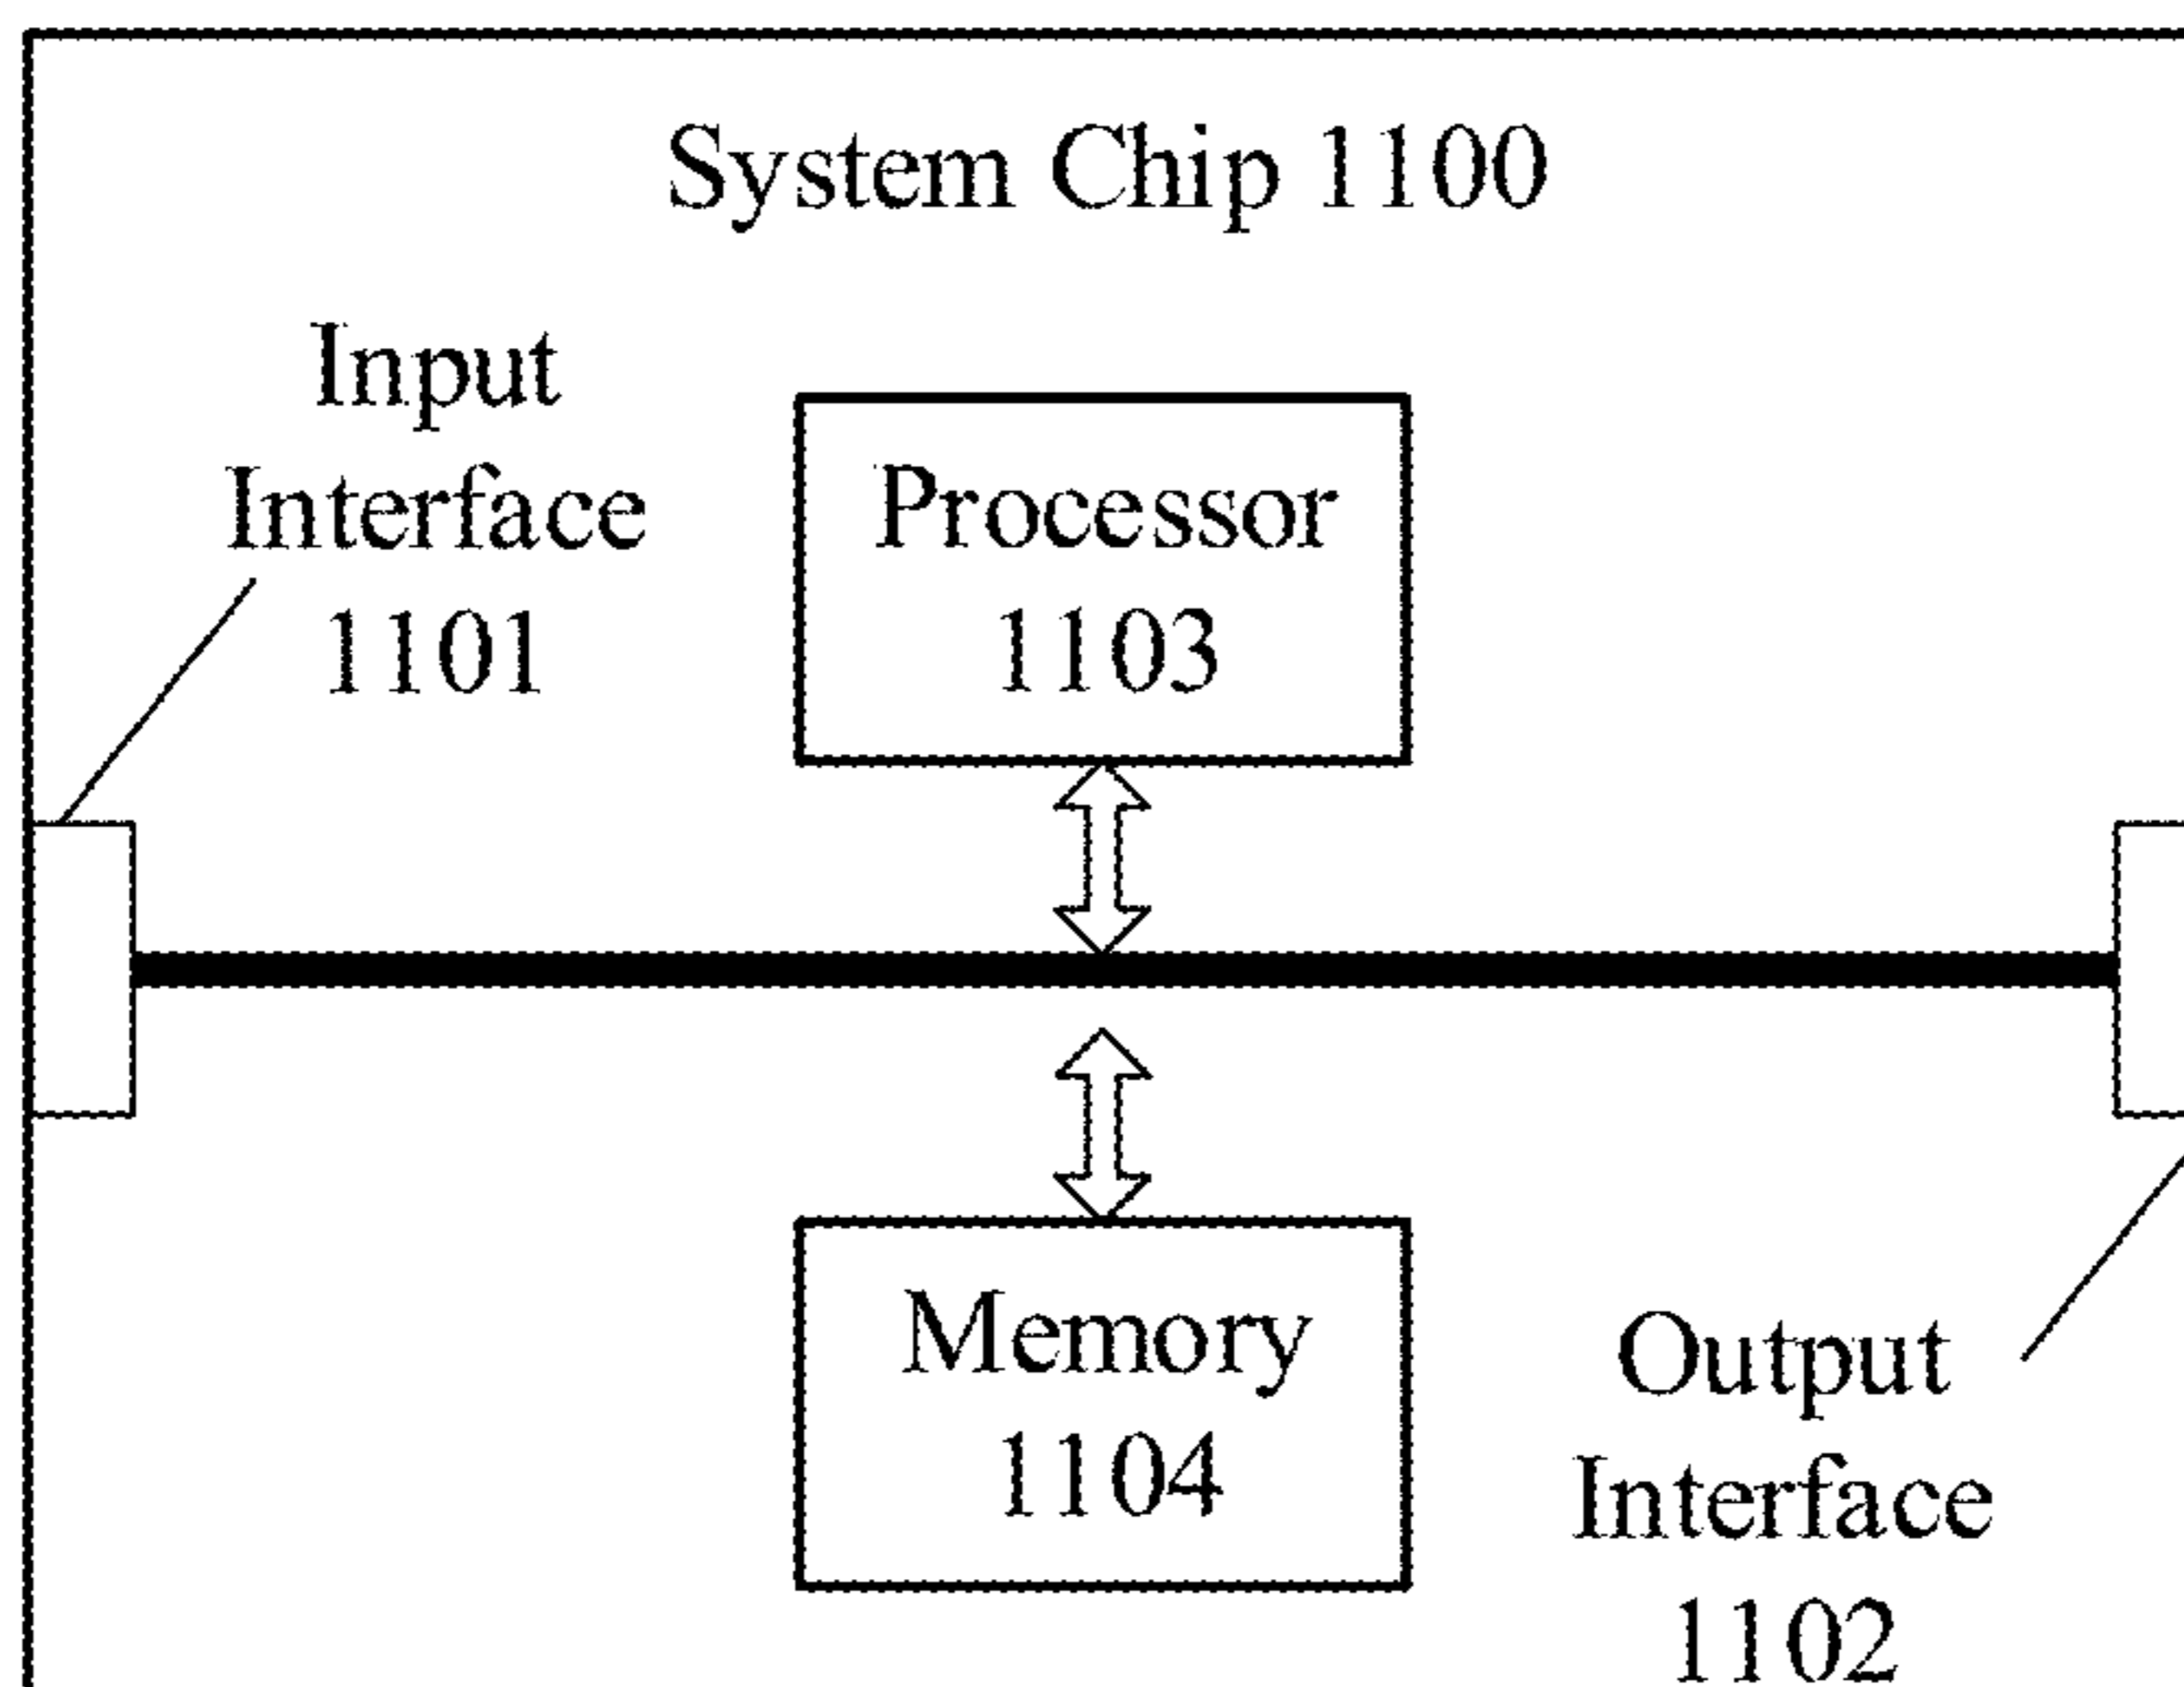 System Chip 1100
Input
Interface
1101
Processor
1103
Memory
1104
Output
Interface
1102